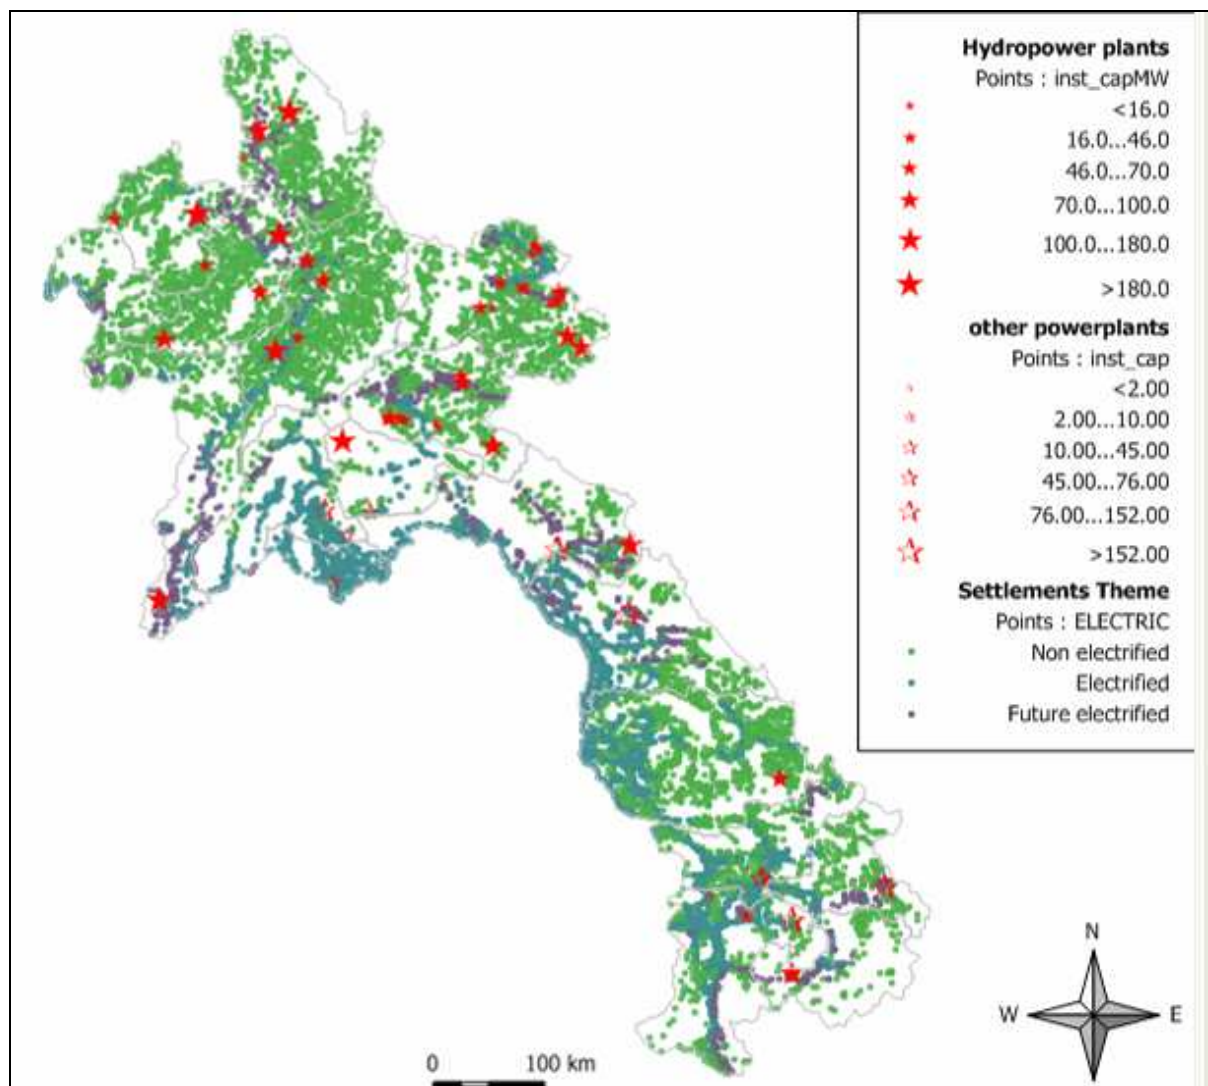 Hydropower plants
Points : inst_capMW
<16.0
16.0...46.0
46.0...70.0
70.0...100.0
100.0...180.0
>180.0
other powerplants
Points : inst_cap
<2.00
2.00...10.00
10.00...45.00
45.00...76.00
76.00...152.00
>152.00
Settlements Theme
Points : ELECTRIC
Non electrified
Electrified
Future electrified
N
W E
0 100 km